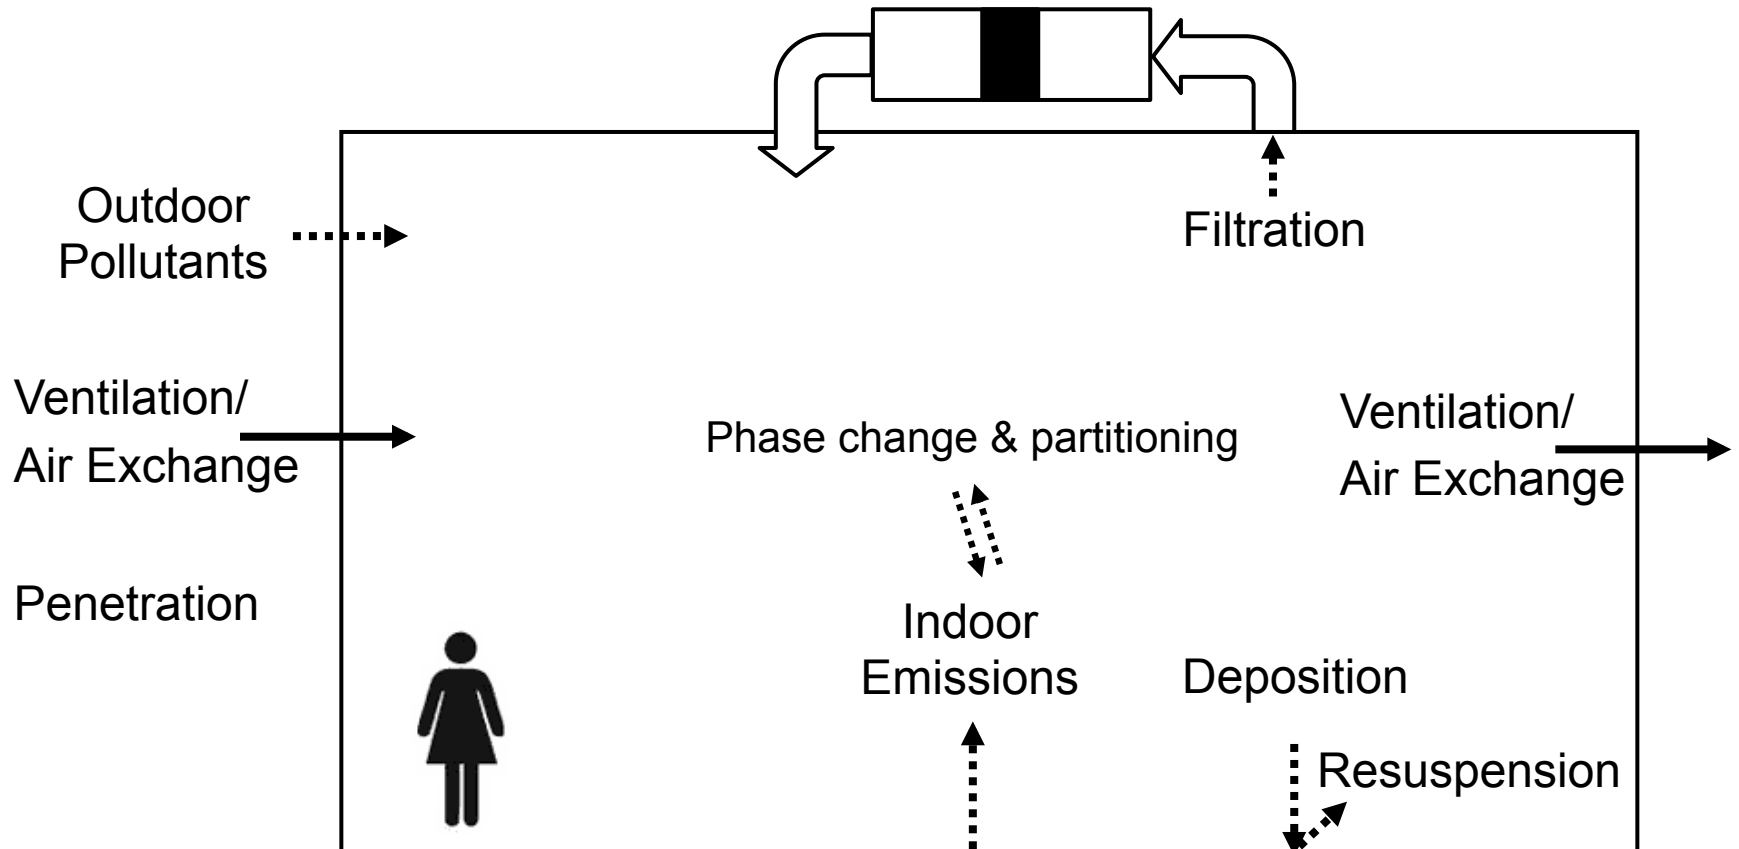 Outdoor
Pollutants
Filtration
Ventilation/
Air Exchange
Phase change & partitioning
Ventilation/
Air Exchange
Penetration
Indoor
Emissions
Deposition
Resuspension